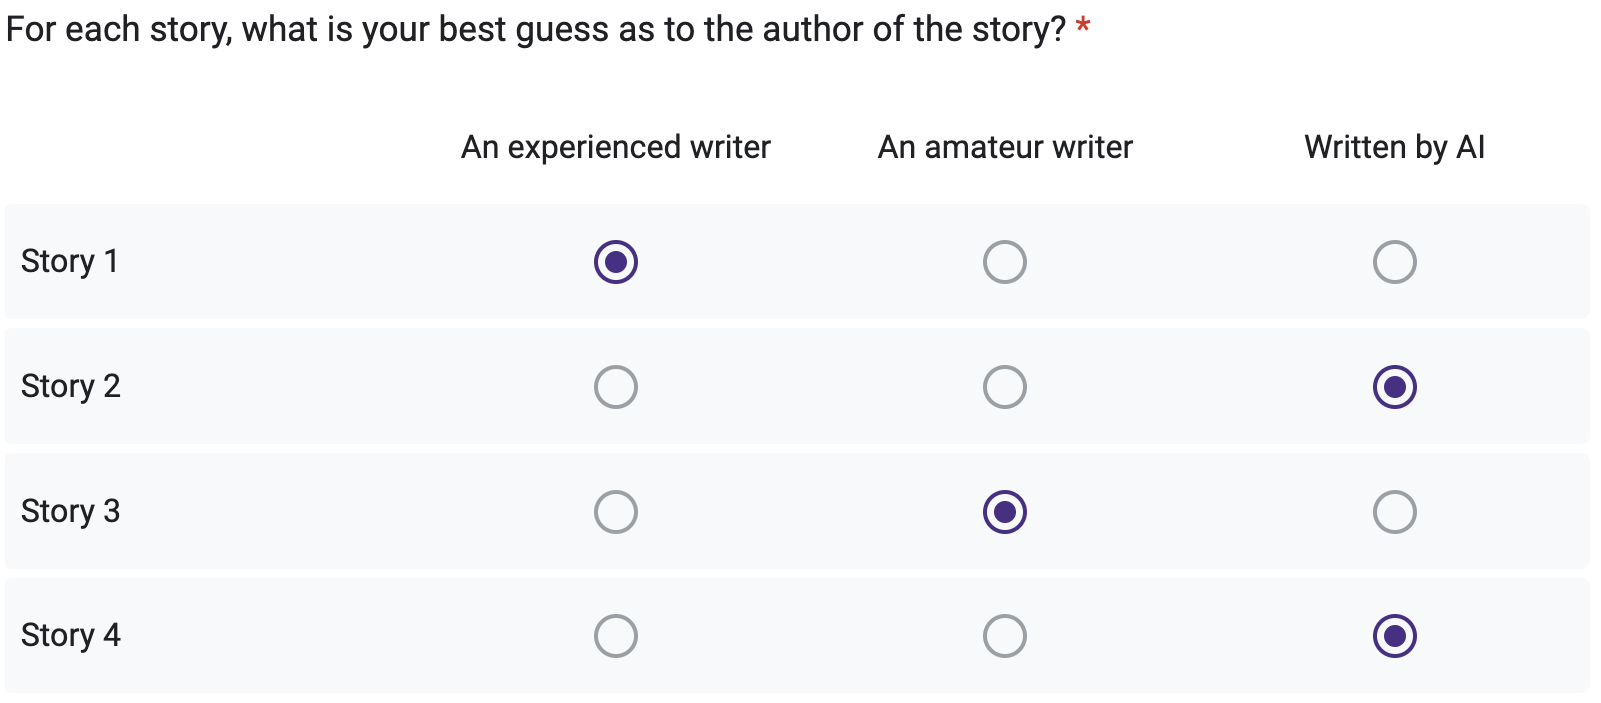 For each story, what is your best guess as to the author of the story? *
An experienced writer An amateur writer Written by AI
Story 1
Story 2
Story 3
Story 4